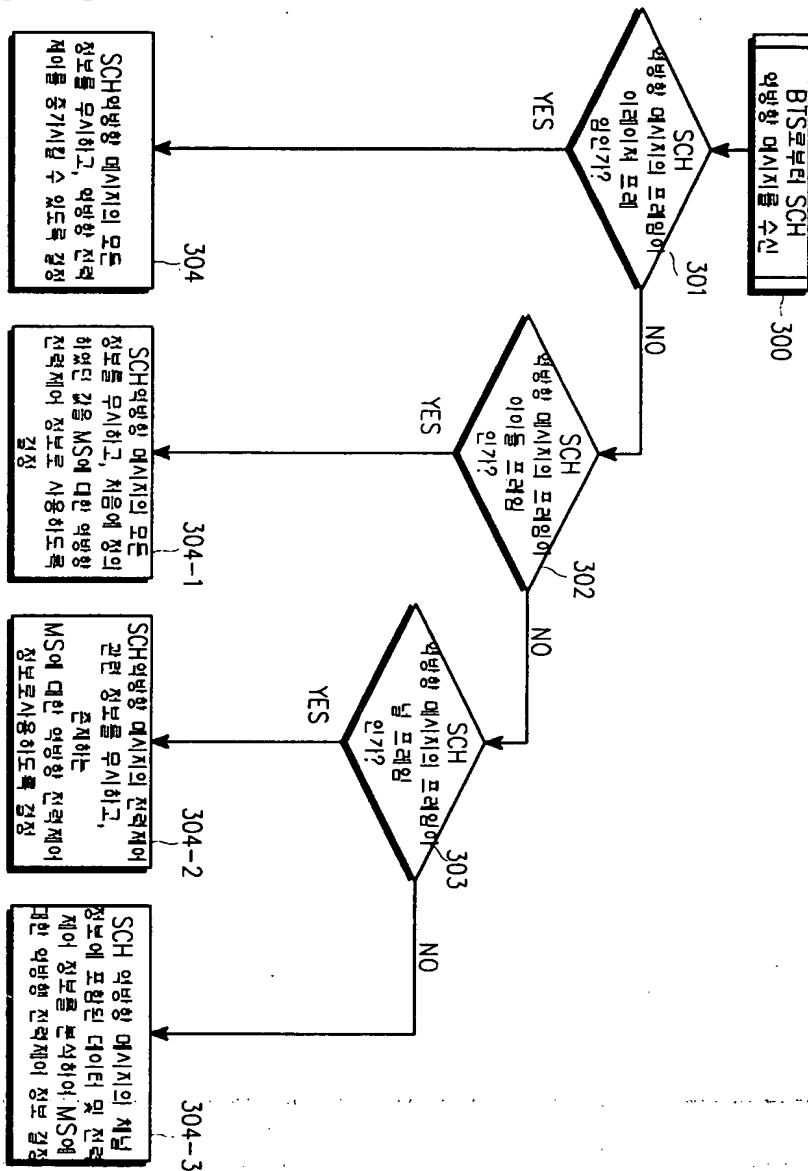 BTS로부터 SCH
역방향 메시지를 수신
300
SCH
역방향 메시지의 프레임이
이레이져 프레
임인가?
301
YES
NO
SCH
역방향 메시지의 프레임이
아이들 프레임
인가?
302
YES
NO
SCH
역방향 메시지의 프레임이
널 프레임
인가?
303
YES
NO
SCH역방향 메시지의 모든
정보를 무시하고, 역방향 전력
제어를 증가시킬 수 있도록 결정
304
SCH역방향 메시지의 모든
정보를 무시하고, 처음에 정의
하였던 값을 MS에 대한 역방향
전력제어 정보로 사용하도록
결정
304-1
SCH역방향 메시지의 전력제어
관련 정보를 무시하고,
존재하는
MS에 대한 역방향 전력제어
정보로사용하도록 결정
304-2
SCH 역방향 메시지의 채널
정보에 포함된 데이터 및 전력
제어 정보를 분석하여 MS에
대한 역방행 전력제어 정보 결정
304-3